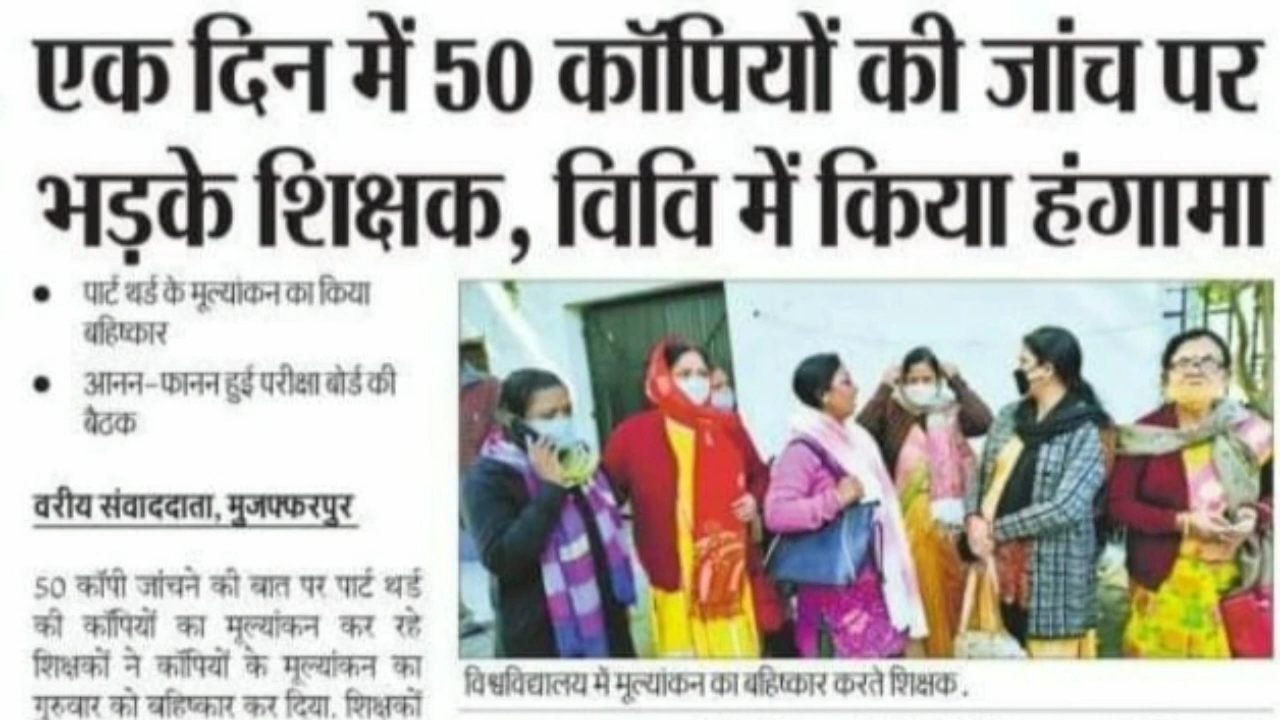 एक दिन में 50 कॉपियों की जांच पर
भड़के शिक्षक, विवि में किया हंगामा
● पार्ट थर्ड के मूल्यांकन का किया
बहिष्कार
● आनन-फानन हुई परीक्षा बोर्ड की
बैठक
वरीय संवाददाता, मुजफ्फरपुर
50 कॉपी जांचने की बात पर पार्ट थर्ड
की कॉपियों का मूल्यांकन कर रहे
शिक्षकों ने कॉपियों के मूल्यांकन का
गुरुवार को बहिष्कार कर दिया. शिक्षकों
विश्वविद्यालय में मूल्यांकन का बहिष्कार करते शिक्षक.